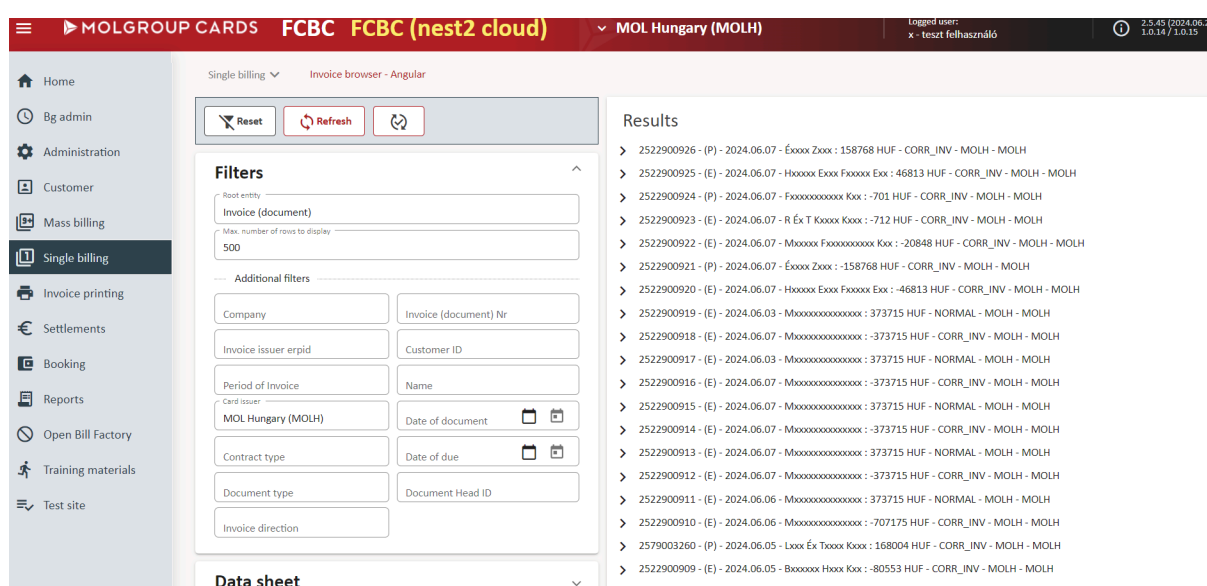 MOLGROUP CARDS FCBC FCBC (nest2 cloud) MOL Hungary (MOLH)
Logged user:
x - teszt felhasználó
2.5.45 (2024.06.2
1.0.14 / 1.0.15
Home
Bg admin
Administration
Customer
Mass billing
Single billing
Invoice printing
Settlements
Booking
Reports
Open Bill Factory
Training materials
Test site
Single billing Invoice browser - Angular
Reset Refresh
Filters
Root entity
Invoice (document)
Max. number of rows to display
500
Additional filters
Company Invoice (document) Nr
Invoice issuer erpid Customer ID
Period of Invoice Name
Card issuer
MOL Hungary (MOLH) Date of document
Contract type Date of due
Document type Document Head ID
Invoice direction
Data sheet
Results
2522900926 - (P) - 2024.06.07 - Éxxxx Zxxx : 158768 HUF - CORR_INV - MOLH - MOLH
2522900925 - (E) - 2024.06.07 - Hxxxxx Exxx Fxxxxx Exx : 46813 HUF - CORR_INV - MOLH - MOLH
2522900924 - (P) - 2024.06.07 - Fxxxxxxxxxxx Kxx : -701 HUF - CORR_INV - MOLH - MOLH
2522900923 - (E) - 2024.06.07 - R Éx T Kxxxx Kxxx : -712 HUF - CORR_INV - MOLH - MOLH
2522900922 - (E) - 2024.06.07 - Mxxxxx Fxxxxxxxxxx Kxx : -20848 HUF - CORR_INV - MOLH - MOLH
2522900921 - (P) - 2024.06.07 - Éxxxx Zxxx : -158768 HUF - CORR_INV - MOLH - MOLH
2522900920 - (E) - 2024.06.07 - Hxxxxx Exxx Fxxxxx Exx : -46813 HUF - CORR_INV - MOLH - MOLH
2522900919 - (E) - 2024.06.03 - Mxxxxxxxxxxxxxx : 373715 HUF - NORMAL - MOLH - MOLH
2522900918 - (E) - 2024.06.07 - Mxxxxxxxxxxxxxx : -373715 HUF - CORR_INV - MOLH - MOLH
2522900917 - (E) - 2024.06.03 - Mxxxxxxxxxxxxxx : 373715 HUF - NORMAL - MOLH - MOLH
2522900916 - (E) - 2024.06.07 - Mxxxxxxxxxxxxxx : -373715 HUF - CORR_INV - MOLH - MOLH
2522900915 - (E) - 2024.06.07 - Mxxxxxxxxxxxxxx : 373715 HUF - NORMAL - MOLH - MOLH
2522900914 - (E) - 2024.06.07 - Mxxxxxxxxxxxxxx : -373715 HUF - CORR_INV - MOLH - MOLH
2522900913 - (E) - 2024.06.07 - Mxxxxxxxxxxxxxx : 373715 HUF - NORMAL - MOLH - MOLH
2522900912 - (E) - 2024.06.07 - Mxxxxxxxxxxxxxx : -373715 HUF - CORR_INV - MOLH - MOLH
2522900911 - (E) - 2024.06.06 - Mxxxxxxxxxxxxxx : 373715 HUF - NORMAL - MOLH - MOLH
2522900910 - (E) - 2024.06.06 - Mxxxxxxxxxxxxxx : -707175 HUF - CORR_INV - MOLH - MOLH
2579003260 - (P) - 2024.06.05 - Lxxx Éx Txxxx Kxxx : 168004 HUF - CORR_INV - MOLH - MOLH
2522900909 - (E) - 2024.06.05 - Bxxxxxx Hxxx Kxx : -80553 HUF - CORR_INV - MOLH - MOLH